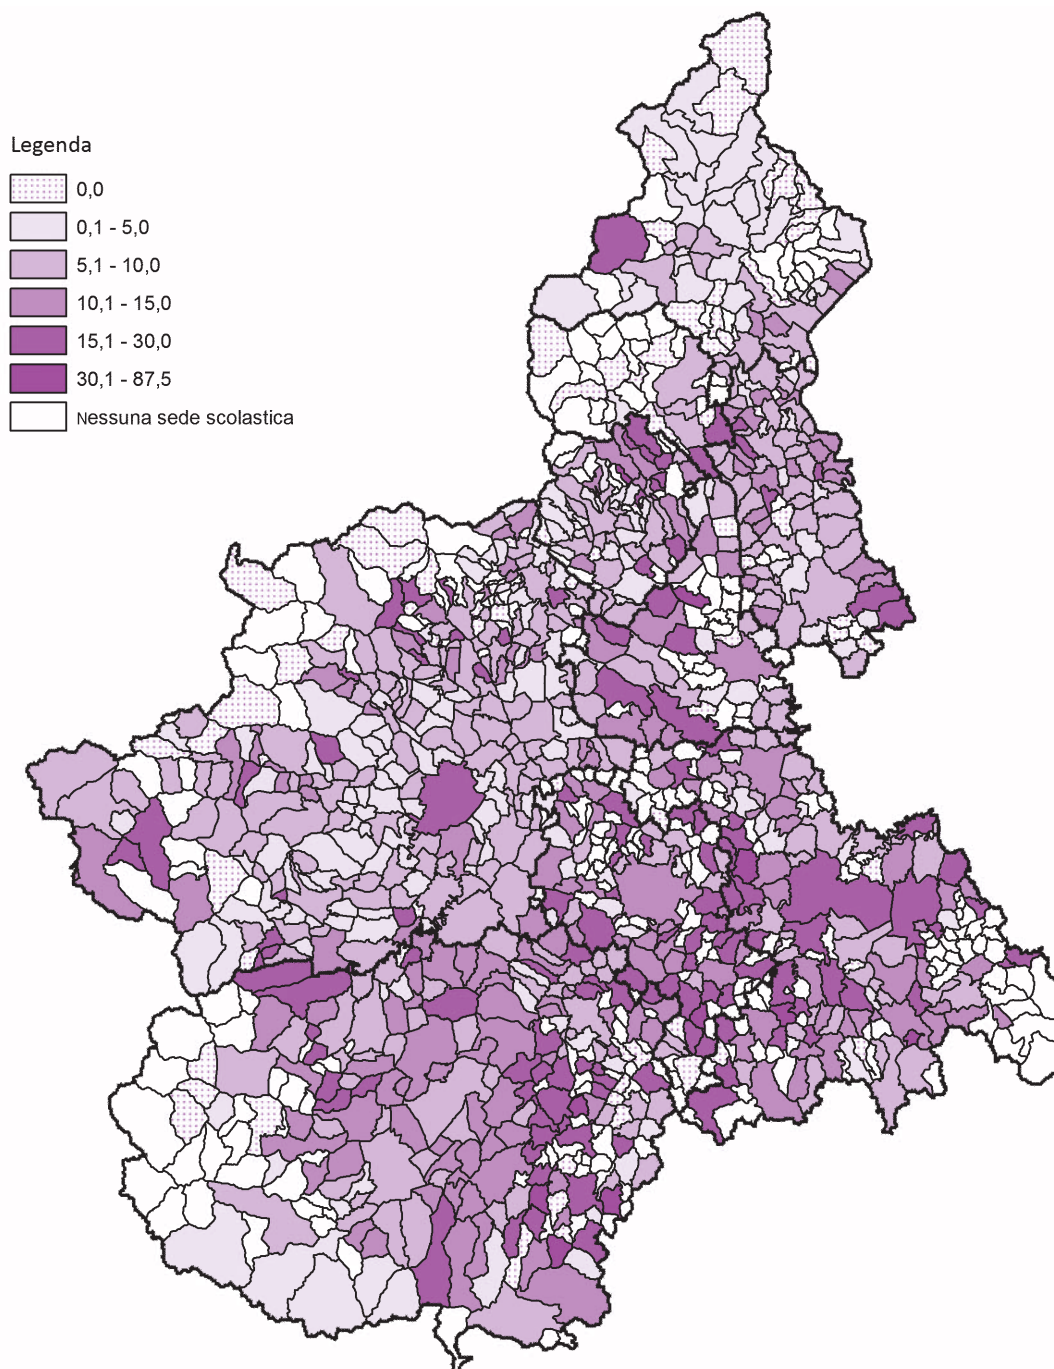 Legenda
0,0
0,1 - 5,0
5,1 - 10,0
10,1 - 15,0
15,1 - 30,0
30,1 - 87,5
Nessuna sede scolastica